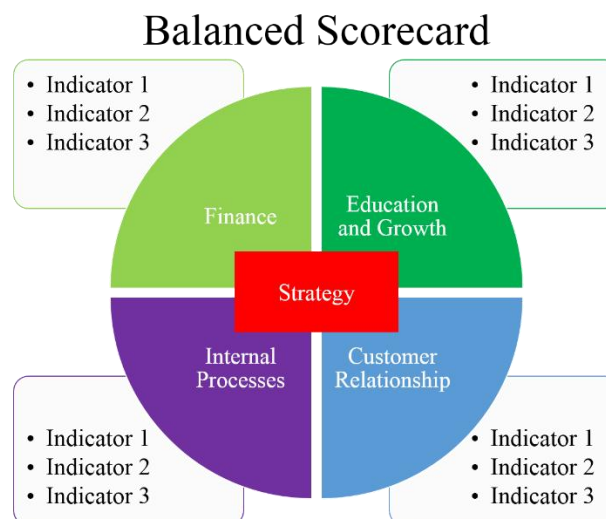 Balanced Scorecard
• Indicator 1
• Indicator 2
• Indicator 3
• Indicator 1
• Indicator 2
• Indicator 3
Finance
Education
and Growth
Strategy
Internal
Processes
Customer
Relationship
• Indicator 1
• Indicator 2
• Indicator 3
• Indicator 1
• Indicator 2
• Indicator 3